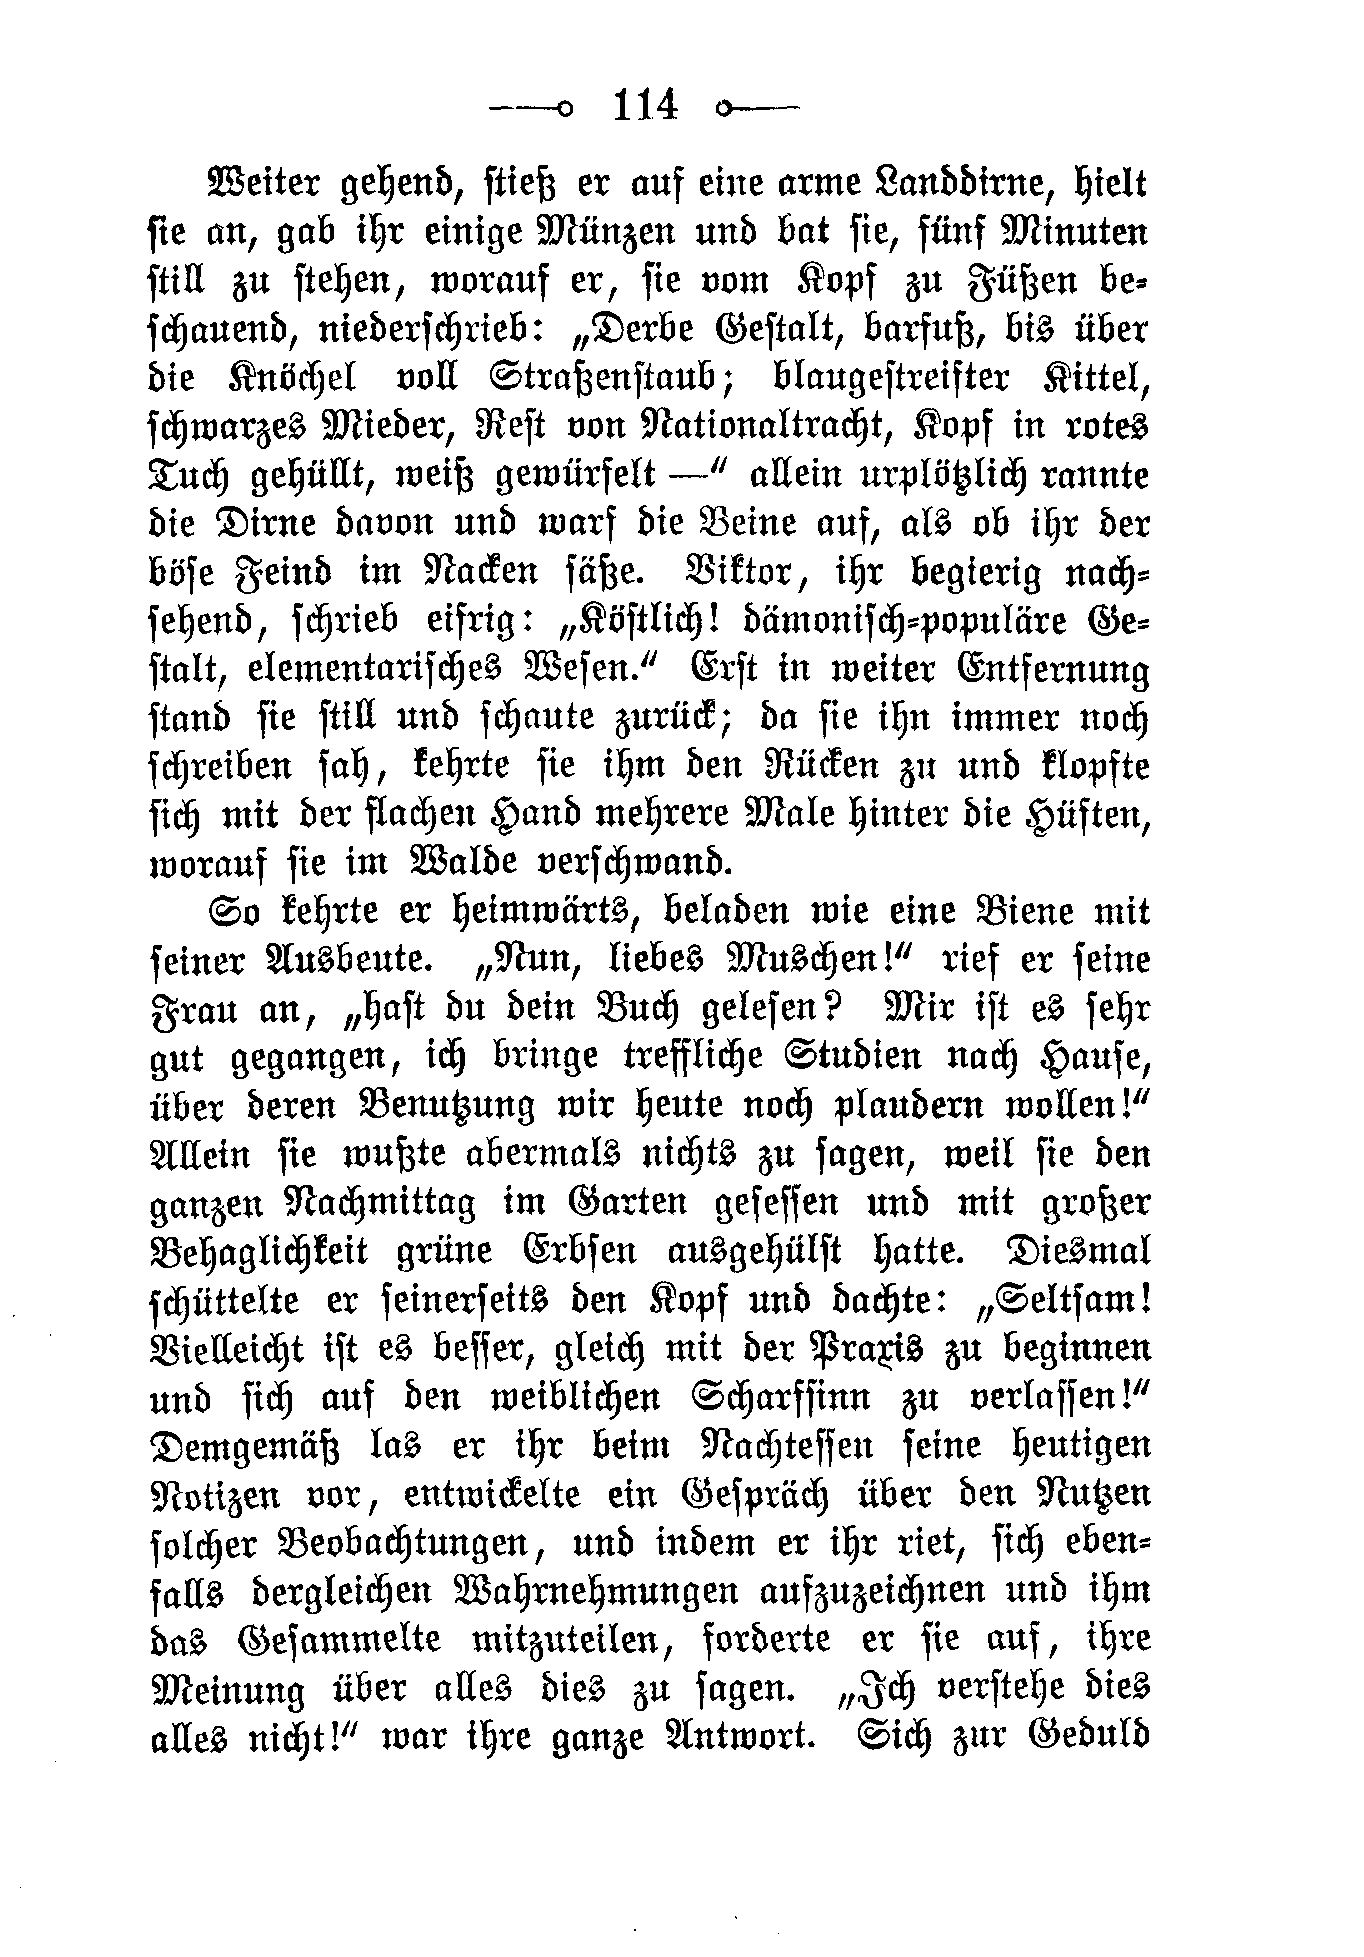 114
Weiter gehend, stieß er auf eine arme Landdirne, hielt
sie an, gab ihr einige Münzen und bat sie, fünf Minuten
still zu stehen, worauf er, sie vom Kopf zu Füßen be-
schauend, niederschrieb: „Derbe Gestalt, barfuß, bis über
die Knöchel voll Straßenstaub; blaugestreifter Kittel,
schwarzes Mieder, Rest von Nationaltracht, Kopf in rotes
Tuch gehüllt, weiß gewürfelt —“ allein urplötzlich rannte
die Dirne davon und warf die Beine auf, als ob ihr der
böse Feind im Nacken säße. Viktor, ihr begierig nach-
sehend, schrieb eifrig: „Köstlich! dämonisch-populäre Ge-
stalt, elementarisches Wesen.“ Erst in weiter Entfernung
stand sie still und schaute zurück; da sie ihn immer noch
schreiben sah, kehrte sie ihm den Rücken zu und klopfte
sich mit der flachen Hand mehrere Male hinter die Hüften,
worauf sie im Walde verschwand.
So kehrte er heimwärts, beladen wie eine Biene mit
seiner Ausbeute. „Nun, liebes Muschen!“ rief er seine
Frau an, „hast du dein Buch gelesen? Mir ist es sehr
gut gegangen, ich bringe treffliche Studien nach Hause,
über deren Benutzung wir heute noch plaudern wollen!“
Allein sie wußte abermals nichts zu sagen, weil sie den
ganzen Nachmittag im Garten gesessen und mit großer
Behaglichkeit grüne Erbsen ausgehülst hatte. Diesmal
schüttelte er seinerseits den Kopf und dachte: „Seltsam!
Vielleicht ist es besser, gleich mit der Praxis zu beginnen
und sich auf den weiblichen Scharfsinn zu verlassen!“
Demgemäß las er ihr beim Nachtessen seine heutigen
Notizen vor, entwickelte ein Gespräch über den Nutzen
solcher Beobachtungen, und indem er ihr riet, sich eben-
falls dergleichen Wahrnehmungen aufzuzeichnen und ihm
das Gesammelte mitzuteilen, forderte er sie auf, ihre
Meinung über alles dies zu sagen. „Ich verstehe dies
alles nicht!“ war ihre ganze Antwort. Sich zur Geduld